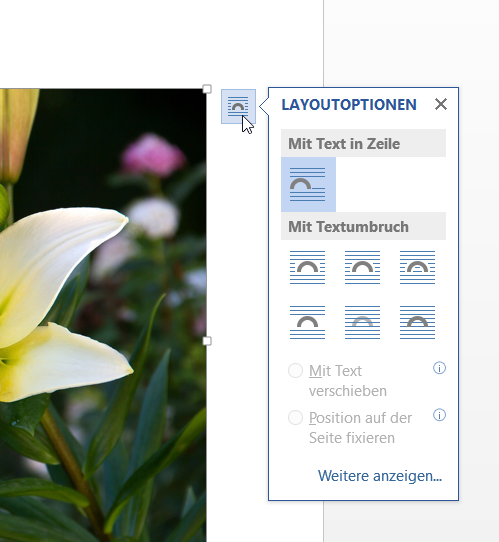 LAYOUTOPTIONEN
Mit Text in Zeile
Mit Textumbruch
Mit Text
verschieben
Position auf der
Seite fixieren
Weitere anzeigen...